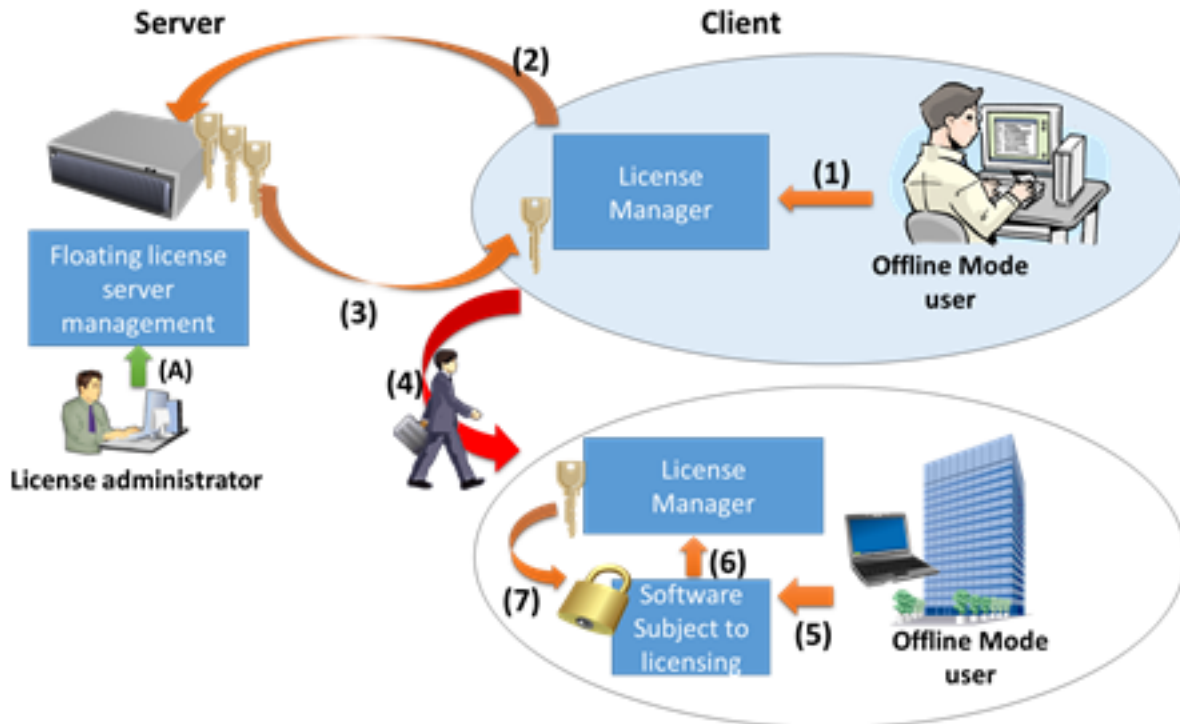 Server
Client
(2)
(1)
License
Manager
Offline Mode
user
Floating license
server
management
(3)
(A)
License administrator
(4)
License
Manager
(6)
(7)
Software
Subject to
licensing
(5)
Offline Mode
user